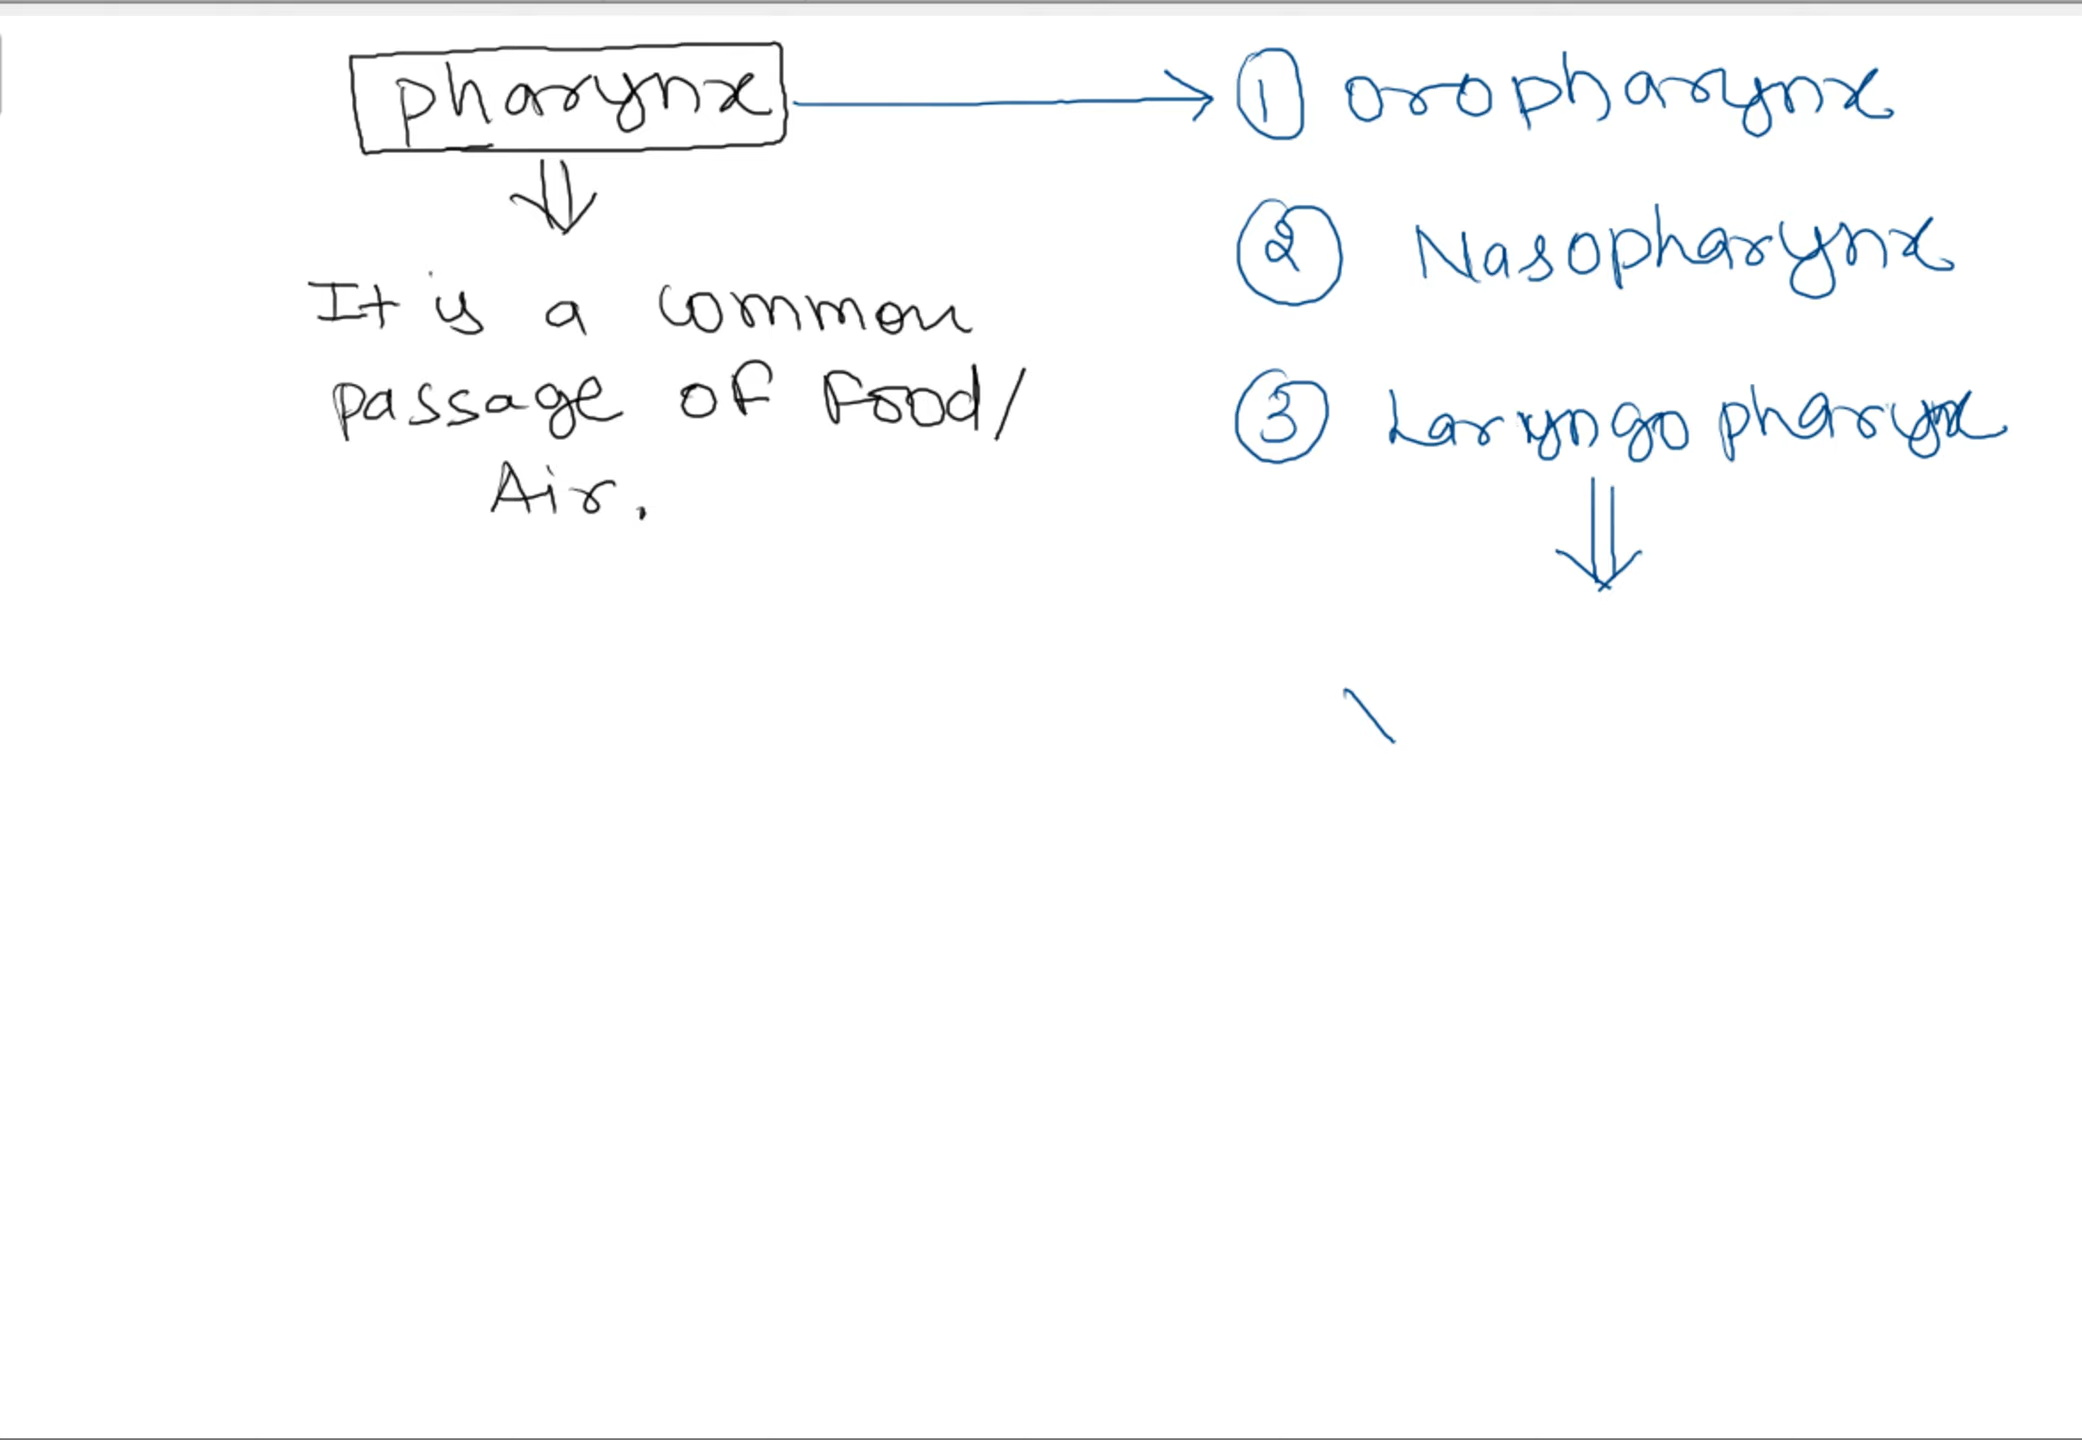 pharynx
It is a common
passage of Food/
Air.
① oropharynx
② Nasopharynx
③ Laryngopharynx